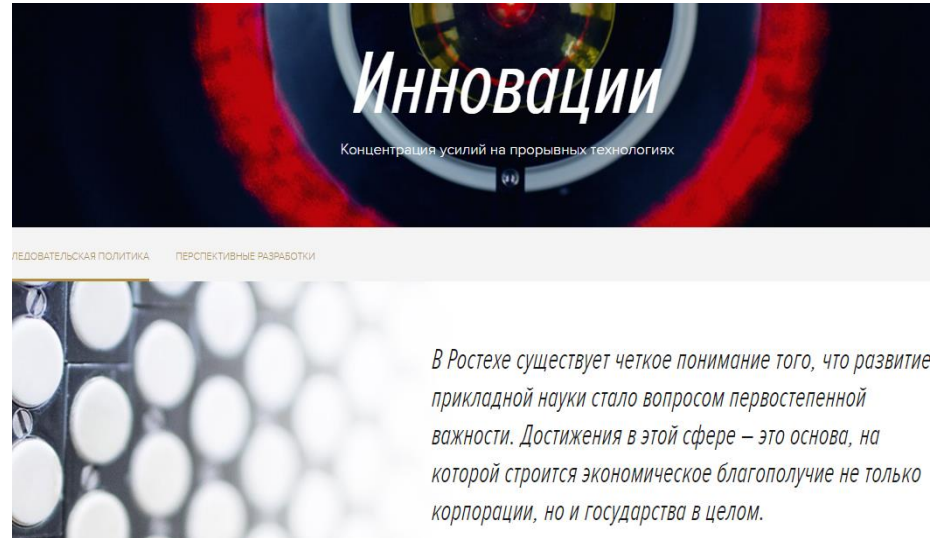 Инновации
Концентрация усилий на прорывных технологиях
ЛЕДОВАТЕЛЬСКАЯ ПОЛИТИКА ПЕРСПЕКТИВНЫЕ РАЗРАБОТКИ
В Ростехе существует четкое понимание того, что развитие
прикладной науки стало вопросом первостепенной
важности. Достижения в этой сфере – это основа, на
которой строится экономическое благополучие не только
корпорации, но и государства в целом.